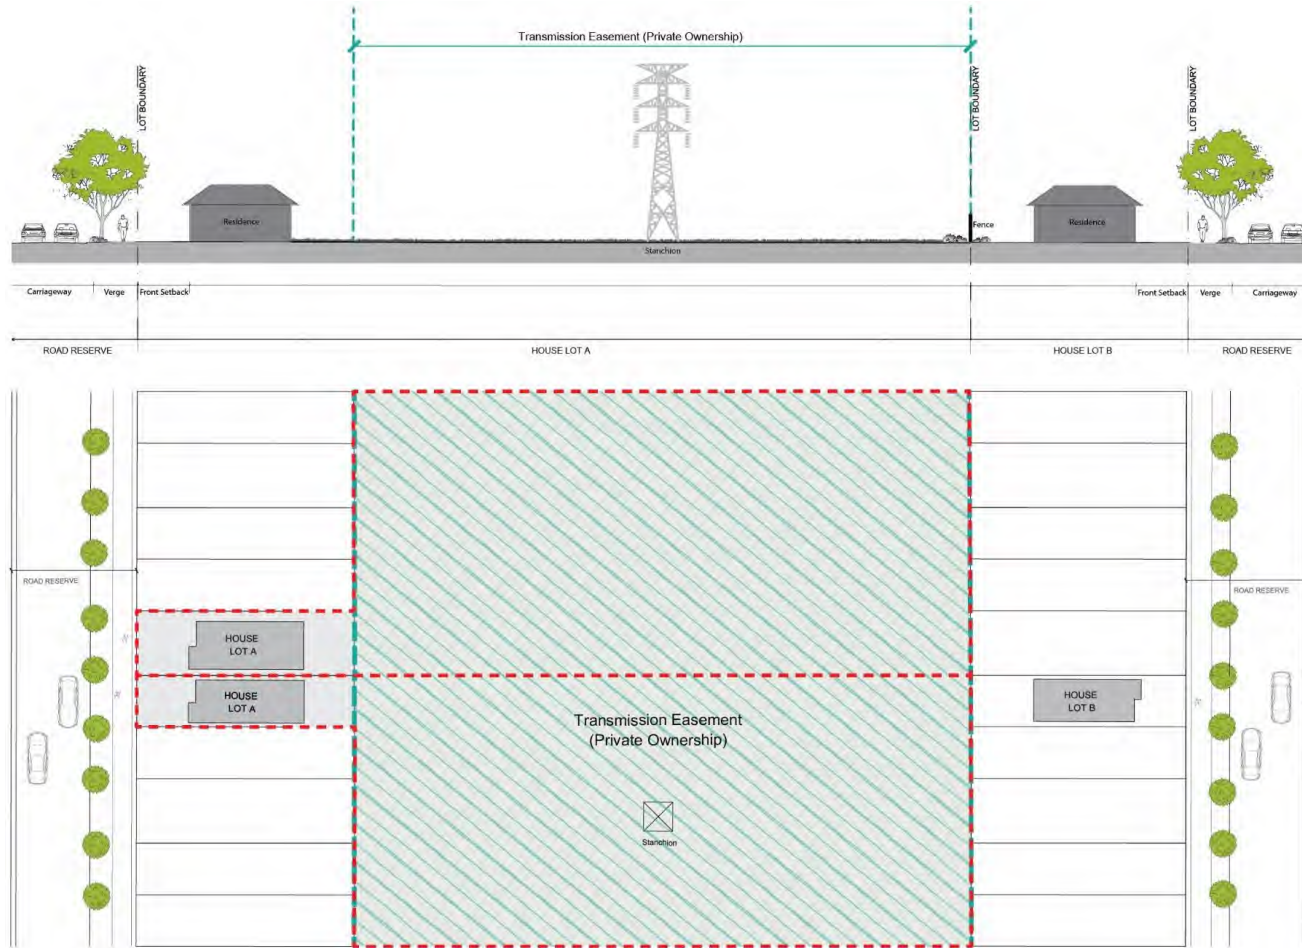 Transmission Easement (Private Ownership)
LOT BOUNDARY
LOT BOUNDARY
LOT BOUNDARY
Residence
Fence
Residence
Stanchion
Carriageway
Verge
Front Setback
Front Setback
Verge
Carriageway
ROAD RESERVE
HOUSE LOT A
HOUSE LOT B
ROAD RESERVE
ROAD RESERVE
ROAD RESERVE
HOUSE
LOT A
HOUSE
LOT A
HOUSE
LOT B
Transmission Easement
(Private Ownership)
Stanchion